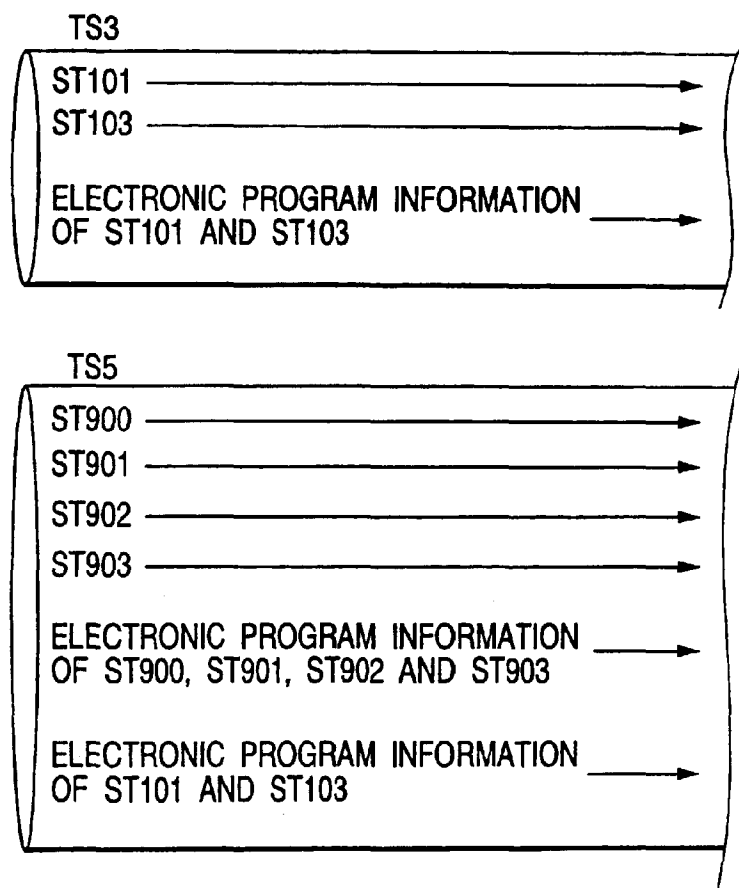 TS3
ST101
ST103
ELECTRONIC PROGRAM INFORMATION
OF ST101 AND ST103
TS5
ST900
ST901
ST902
ST903
ELECTRONIC PROGRAM INFORMATION
OF ST900, ST901, ST902 AND ST903
ELECTRONIC PROGRAM INFORMATION
OF ST101 AND ST103